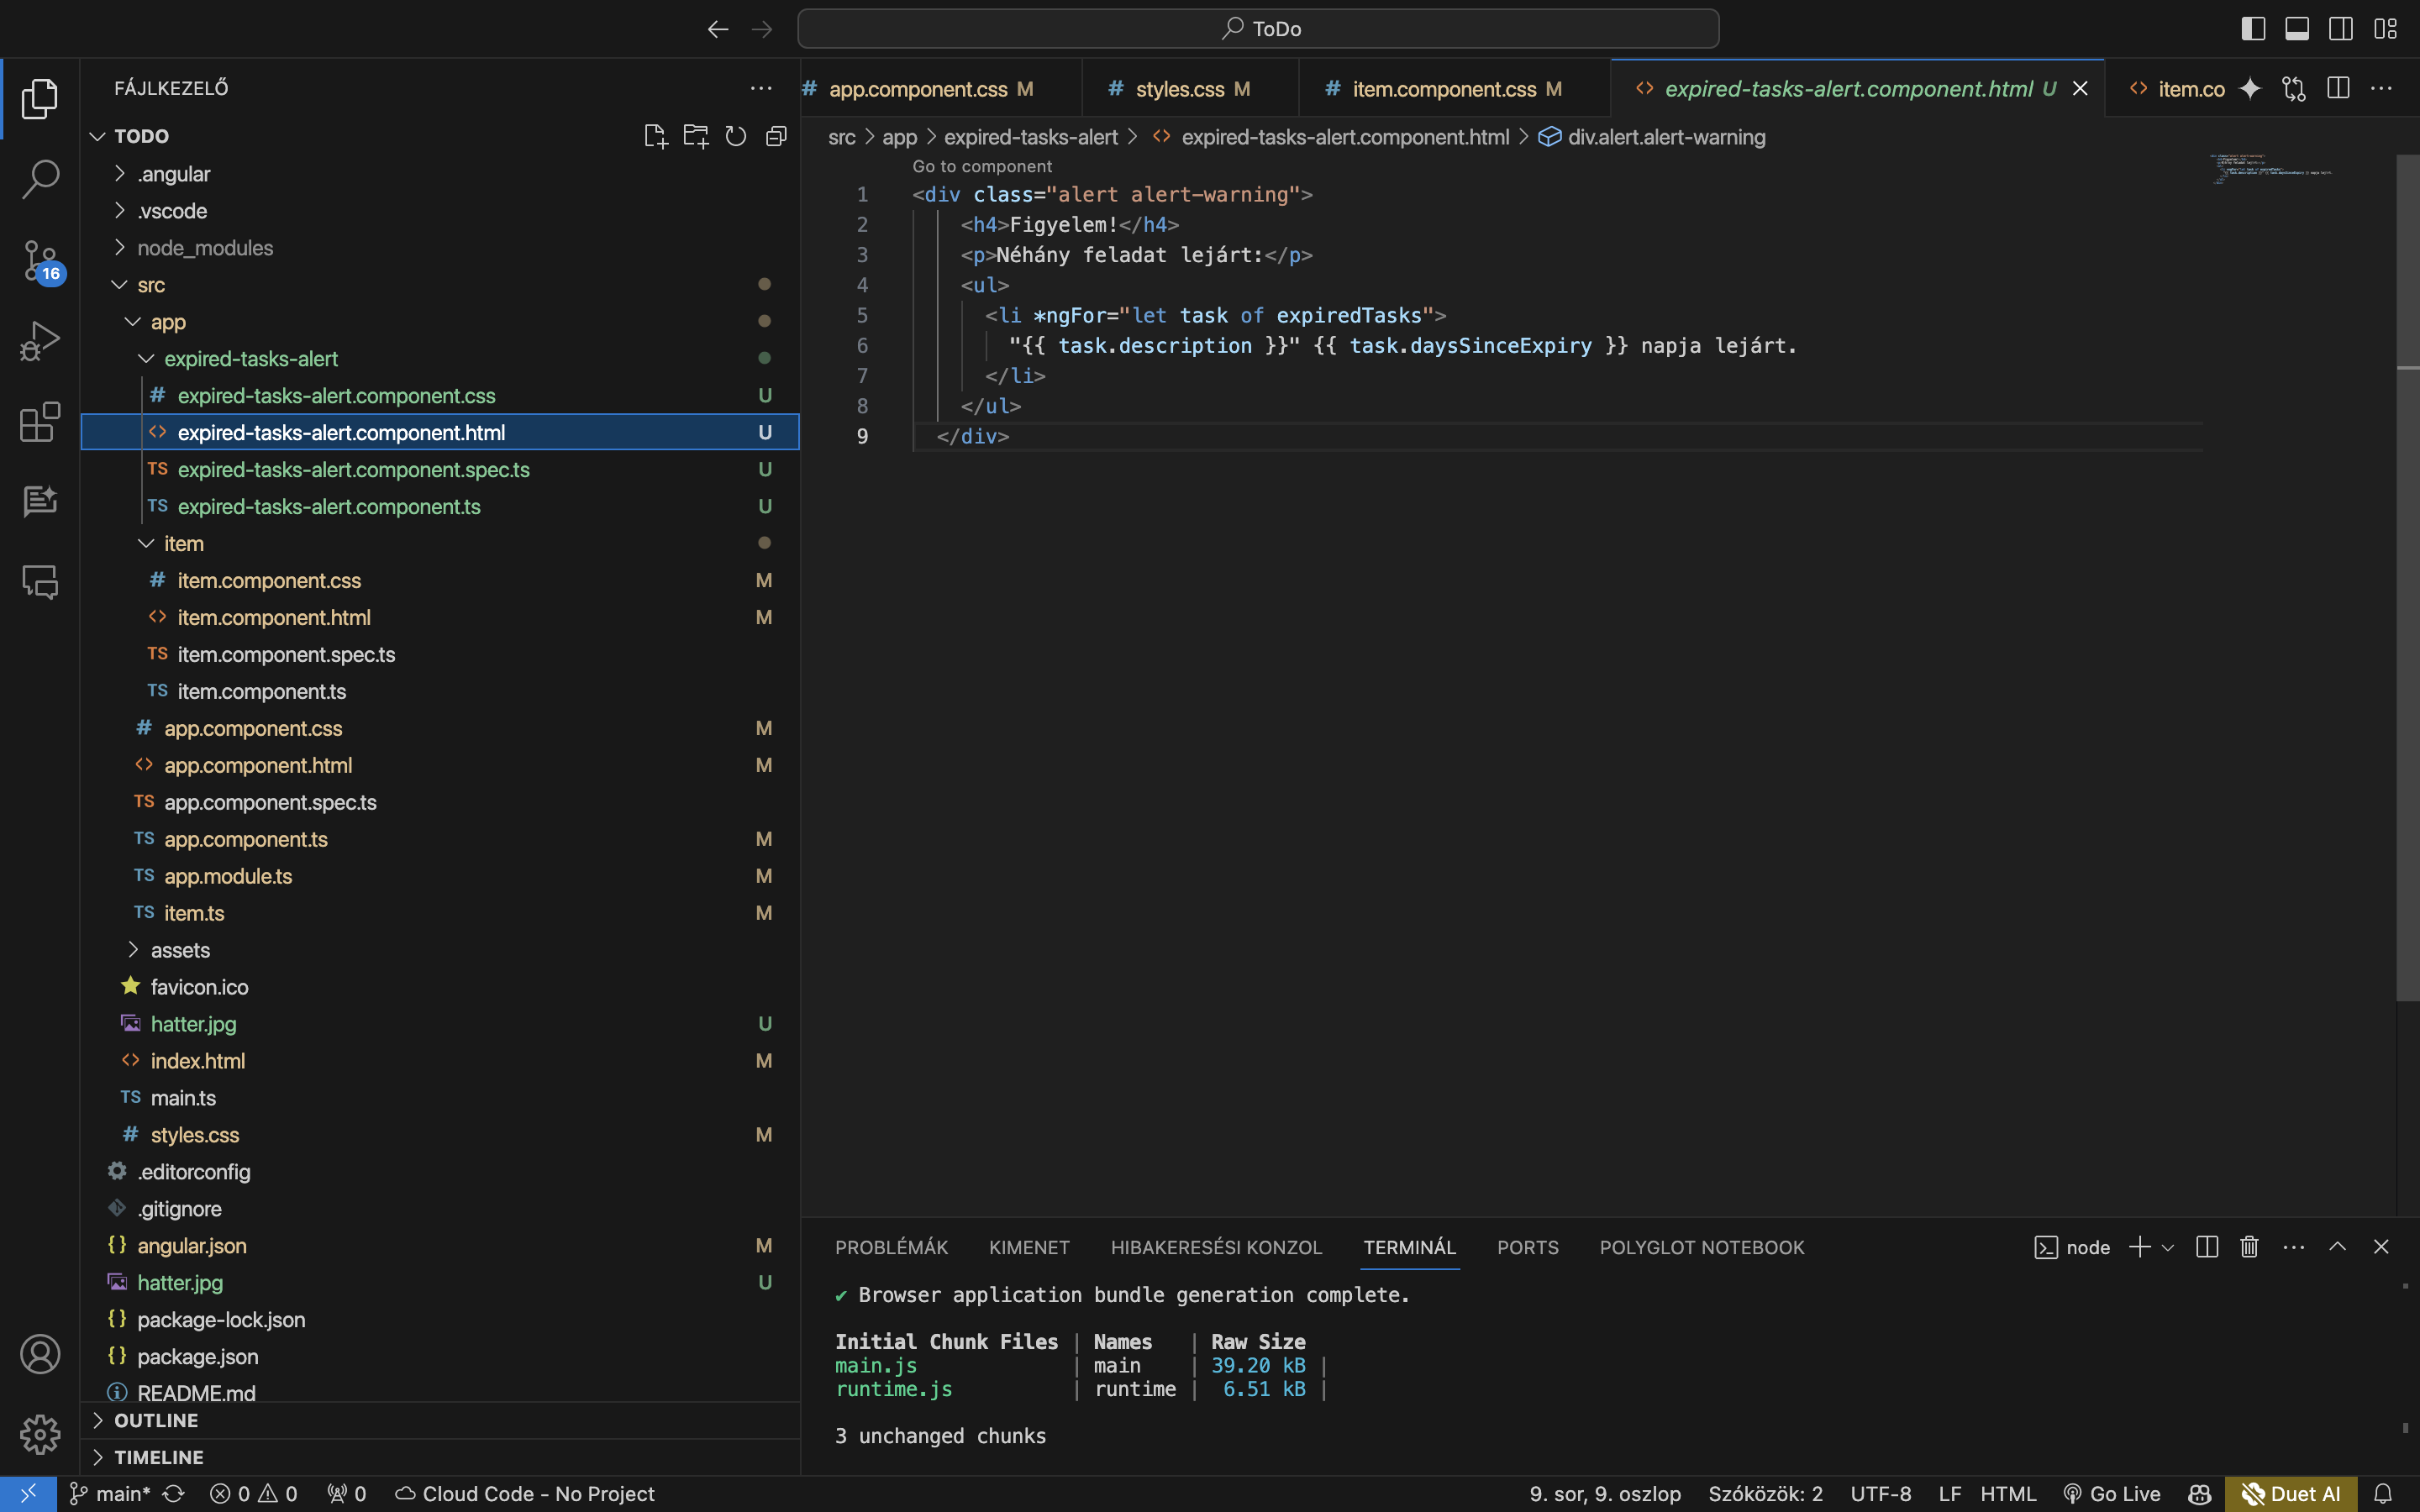 ToDo
FÁJLKEZELŐ
TODO
.angular
.vscode
node_modules
src
app
expired-tasks-alert
expired-tasks-alert.component.css U
expired-tasks-alert.component.html U
expired-tasks-alert.component.spec.ts U
expired-tasks-alert.component.ts U
item
item.component.css M
item.component.html M
item.component.spec.ts
item.component.ts
app.component.css M
app.component.html M
app.component.spec.ts
app.component.ts M
app.module.ts M
item.ts M
assets
favicon.ico
hatter.jpg U
index.html M
main.ts
styles.css M
.editorconfig
.gitignore
angular.json M
hatter.jpg U
package-lock.json
package.json
README.md
OUTLINE
TIMELINE
16
app.component.css M styles.css M item.component.css M expired-tasks-alert.component.html U item.co
src > app > expired-tasks-alert > expired-tasks-alert.component.html > div.alert.alert-warning
Go to component
1 <div class="alert alert-warning">
2 <h4>Figyelem!</h4>
3 <p>Néhány feladat lejárt:</p>
4 <ul>
5 <li *ngFor="let task of expiredTasks">
6 "{{ task.description }}" {{ task.daysSinceExpiry }} napja lejárt.
7 </li>
8 </ul>
9 </div>
PROBLÉMÁK KIMENET HIBAKERESÉSI KONZOL TERMINÁL PORTS POLYGLOT NOTEBOOK node
✔ Browser application bundle generation complete.
Initial Chunk Files | Names | Raw Size
main.js | main | 39.20 kB |
runtime.js | runtime | 6.51 kB |
3 unchanged chunks
main* 0 0 0 Cloud Code - No Project 9. sor, 9. oszlop Szóközök: 2 UTF-8 LF HTML Go Live Duet AI